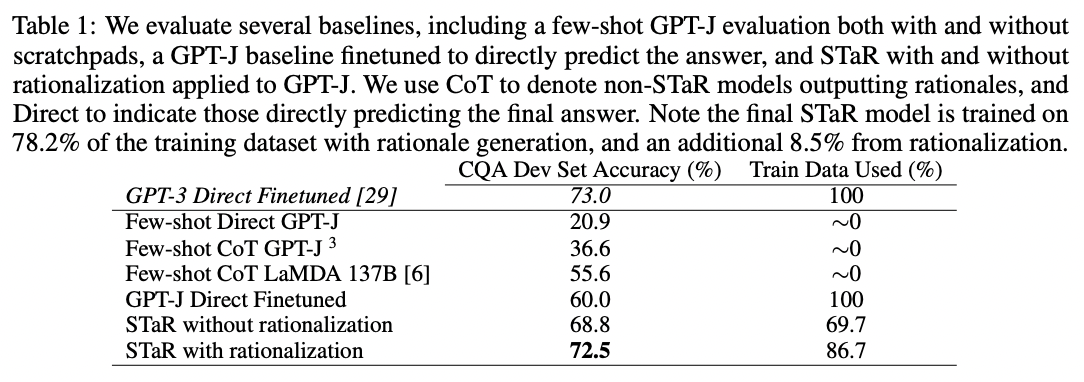 Table 1: We evaluate several baselines, including a few-shot GPT-J evaluation both with and without
scratchpads, a GPT-J baseline finetuned to directly predict the answer, and STaR with and without
rationalization applied to GPT-J. We use CoT to denote non-STaR models outputting rationales, and
Direct to indicate those directly predicting the final answer. Note the final STaR model is trained on
78.2% of the training dataset with rationale generation, and an additional 8.5% from rationalization.
CQA Dev Set Accuracy (%) Train Data Used (%)
GPT-3 Direct Finetuned [29] 73.0 100
Few-shot Direct GPT-J 20.9 ~0
Few-shot CoT GPT-J 3 36.6 ~0
Few-shot CoT LaMDA 137B [6] 55.6 ~0
GPT-J Direct Finetuned 60.0 100
STaR without rationalization 68.8 69.7
STaR with rationalization 72.5 86.7